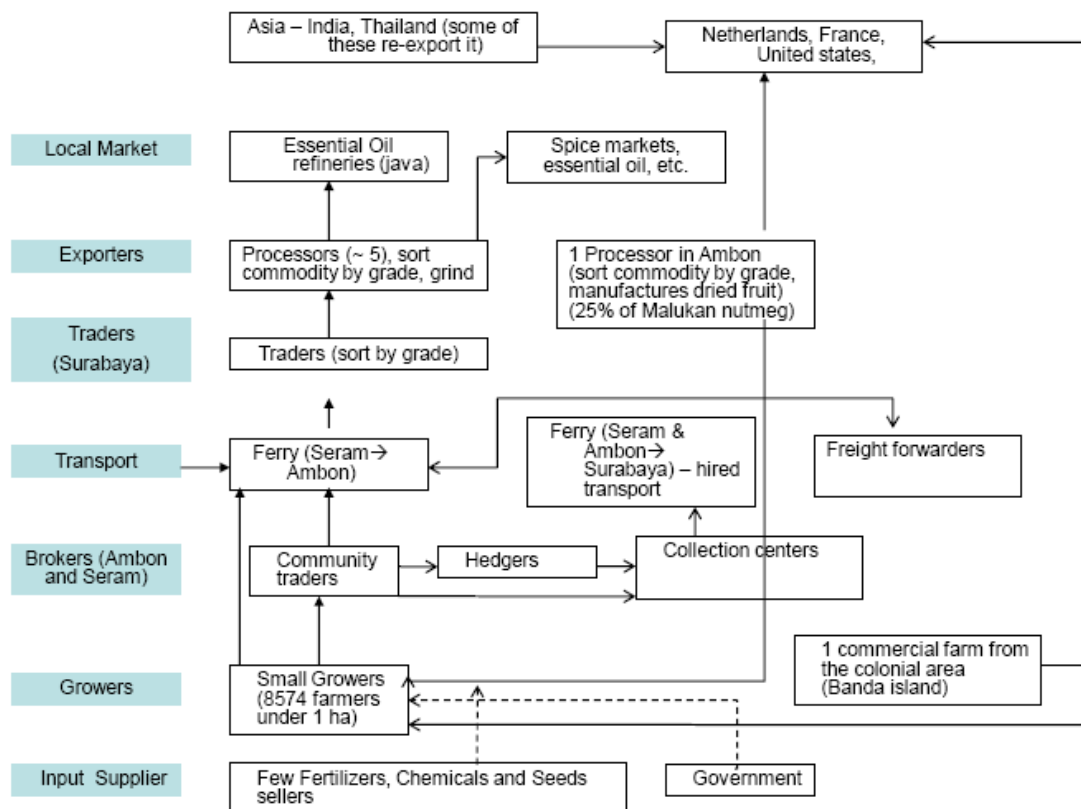 Asia – India, Thailand (some of
these re-export it)
Netherlands, France,
United states,
Local Market
Essential Oil
refineries (java)
Spice markets,
essential oil, etc.
Exporters
Processors (~ 5), sort
commodity by grade, grind
1 Processor in Ambon
(sort commodity by grade,
manufactures dried fruit)
(25% of Malukan nutmeg)
Traders
(Surabaya)
Traders (sort by grade)
Transport
Ferry (Seram→
Ambon)
Ferry (Seram &
Ambon→
Surabaya) – hired
transport
Freight forwarders
Brokers (Ambon
and Seram)
Community
traders
Hedgers
Collection centers
Growers
Small Growers
(8574 farmers
under 1 ha)
1 commercial farm from
the colonial area
(Banda island)
Input Supplier
Few Fertilizers, Chemicals and Seeds
sellers
Government